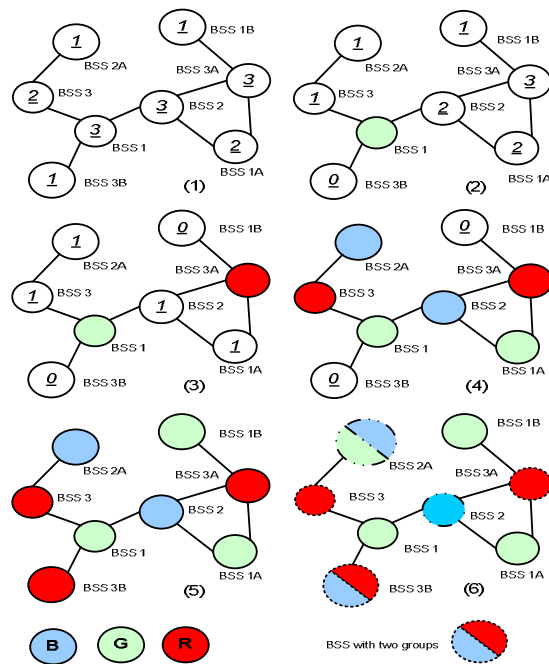 1
BSS 2A
2
BSS 3
3
BSS 1
1
BSS 3B
1
BSS 1B
BSS 3A
3
3
BSS 2
2
BSS 1A
(1)
1
BSS 2A
1
BSS 3
BSS 1
0
BSS 3B
1
BSS 1B
BSS 3A
3
2
BSS 2
2
BSS 1A
(2)
1
BSS 2A
1
BSS 3
BSS 1
0
BSS 3B
0
BSS 1B
BSS 3A
1
BSS 2
1
BSS 1A
(3)
BSS 2A
BSS 3
BSS 1
0
BSS 3B
0
BSS 1B
BSS 3A
BSS 2
BSS 1A
(4)
BSS 2A
BSS 3
BSS 1
BSS 3B
BSS 1B
BSS 3A
BSS 2
BSS 1A
(5)
BSS 2A
BSS 3
BSS 1
BSS 3B
BSS 1B
BSS 3A
BSS 2
BSS 1A
(6)
B
G
R
BSS with two groups